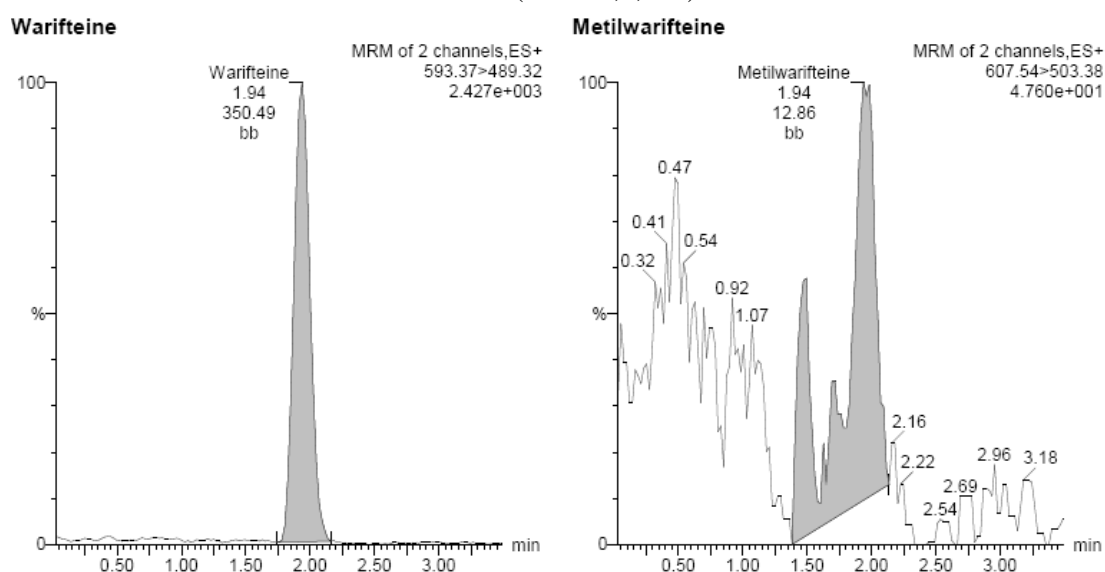 Warifteine
MRM of 2 channels,ES+
593.37>489.32
2.427e+003
Warifteine
1.94
350.49
bb
100
%
0
0.50 1.00 1.50 2.00 2.50 3.00 min
Metilwarifteine
MRM of 2 channels,ES+
607.54>503.38
4.760e+001
Metilwarifteine
1.94
12.86
bb
100
0.47
0.41
0.54
0.32
0.92
1.07
%
2.16
2.22
2.96
3.18
2.69
2.54
0
0.50 1.00 1.50 2.00 2.50 3.00 min